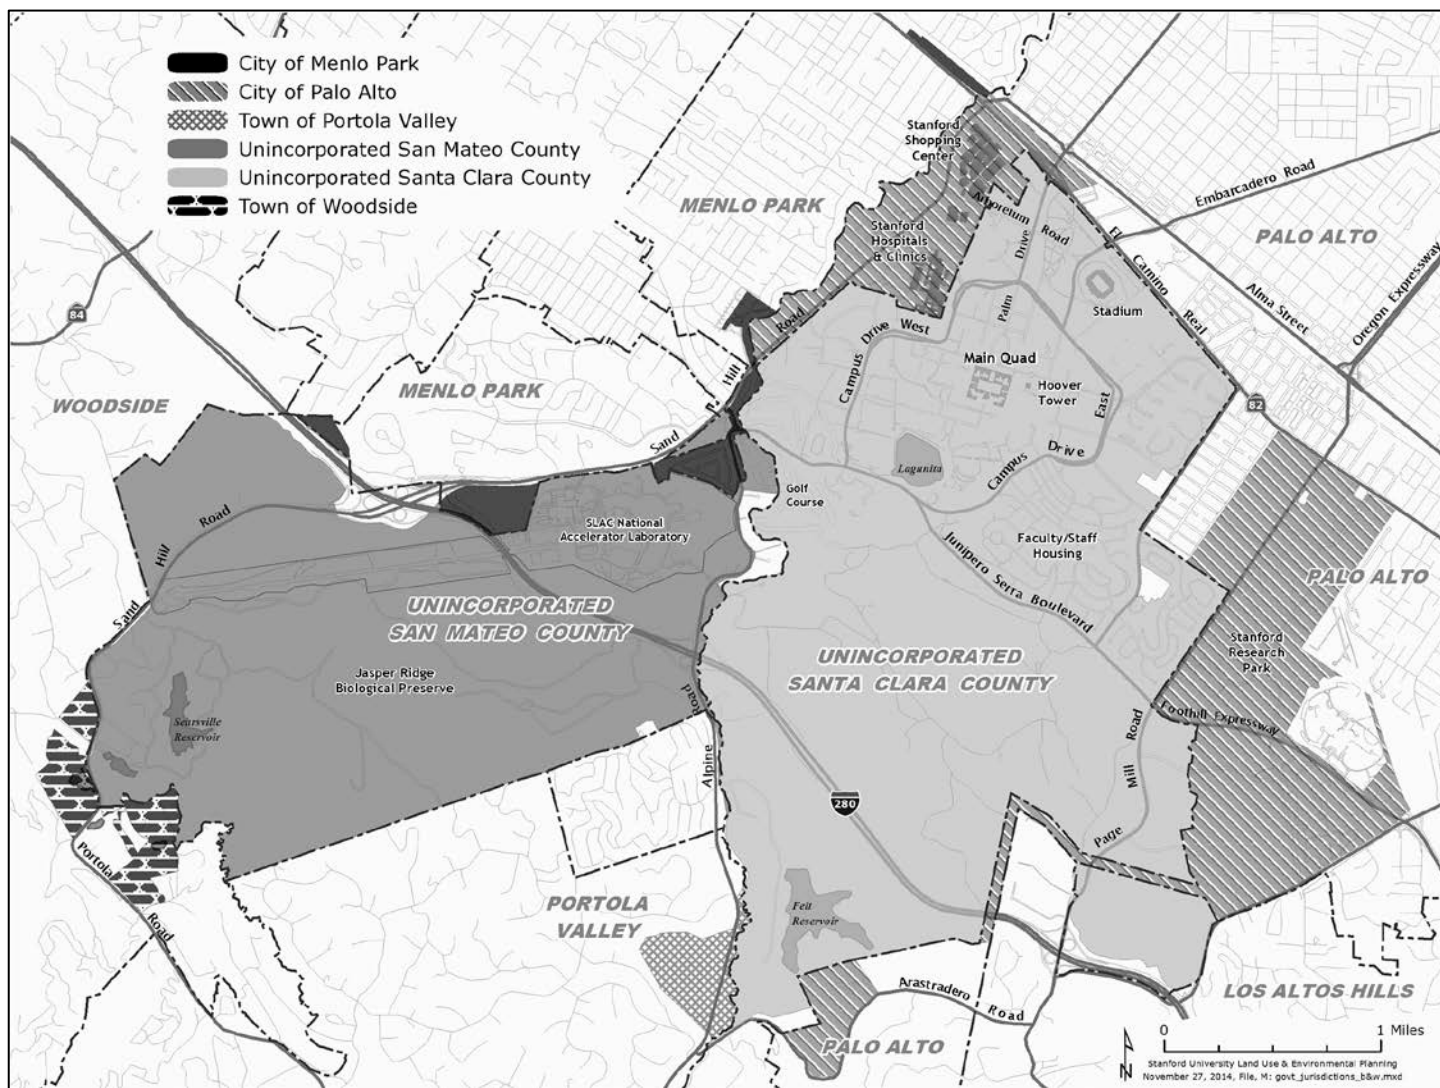 City of Menlo Park
City of Palo Alto
Town of Portola Valley
Unincorporated San Mateo County
Unincorporated Santa Clara County
Town of Woodside
Stanford
Shopping
Center
Embarcadero Road
MENLO PARK
Arboretum Road
PALO ALTO
Stanford
Hospitals
& Clinics
Palm Drive
El Camino Real
Alma Street
Oregon Expressway
84
Stadium
Sand Hill Road
Campus Drive West
Main Quad
MENLO PARK
WOODSIDE
Hoover
Tower
82
Campus Drive East
Lagunita
Golf
Course
SLAC National
Accelerator Laboratory
Faculty/Staff
Housing
Sand Hill Road
Junipero Serra Boulevard
PALO ALTO
UNINCORPORATED
SAN MATEO COUNTY
Stanford
Research
Park
UNINCORPORATED
SANTA CLARA COUNTY
Jasper Ridge
Biological Preserve
Searsville
Reservoir
Foothill Expressway
Alpine Road
Page Mill Road
280
Portola Road
PORTOLA
VALLEY
Felt
Reservoir
Arastradero Road
LOS ALTOS HILLS
PALO ALTO
N
0 1 Miles
Stanford University Land Use & Environmental Planning
November 27, 2014, File, M: govt_jurisdictions_b&w.mxd